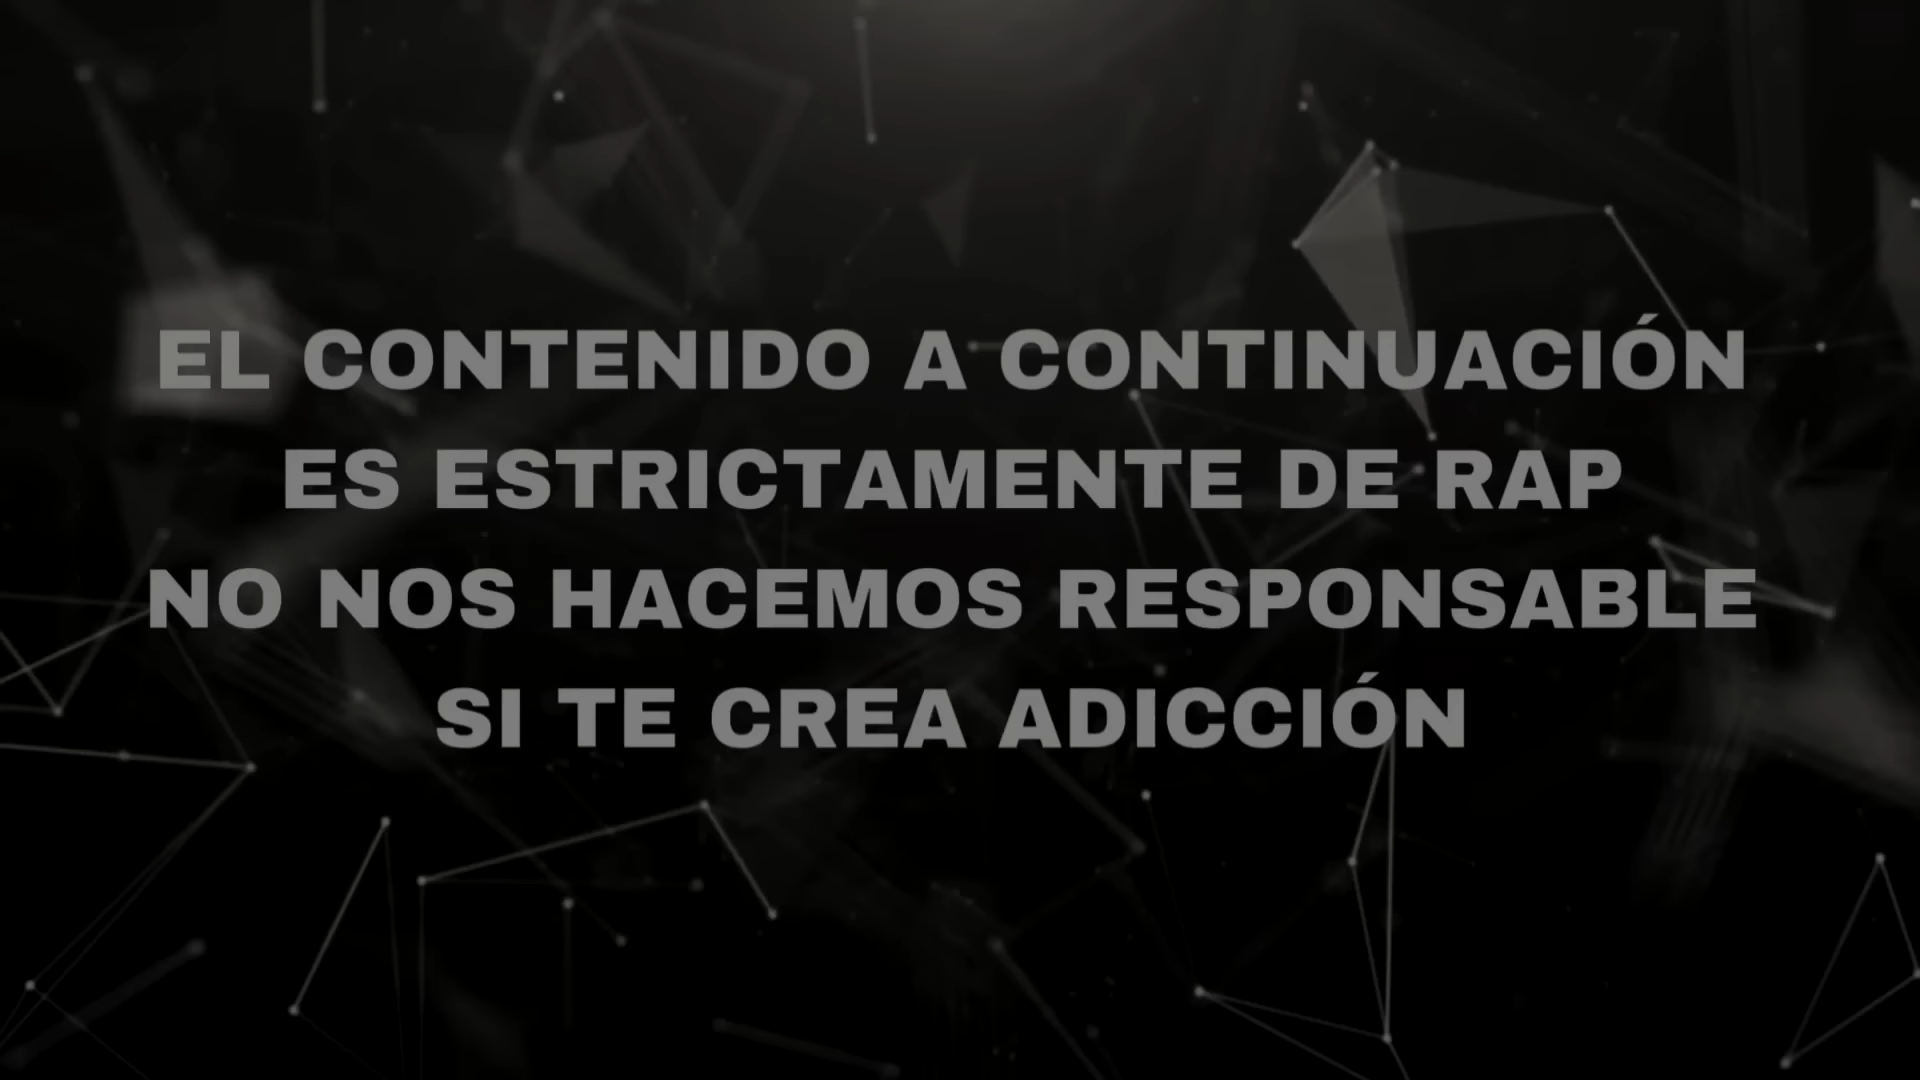 EL CONTENIDO A CONTINUACIÓN
ES ESTRICTAMENTE DE RAP
NO NOS HACEMOS RESPONSABLE
SI TE CREA ADICCIÓN